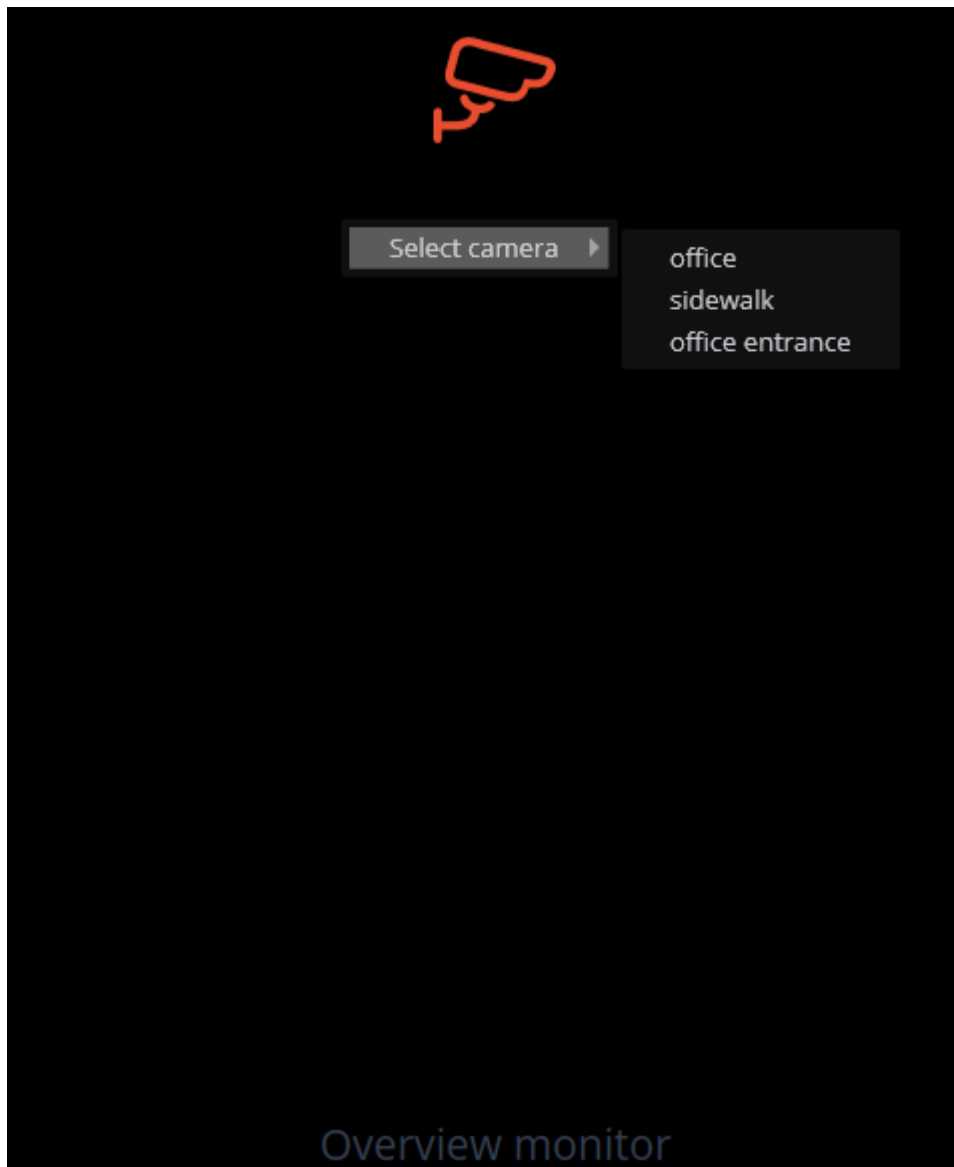 Select camera
office
sidewalk
office entrance
Overview monitor